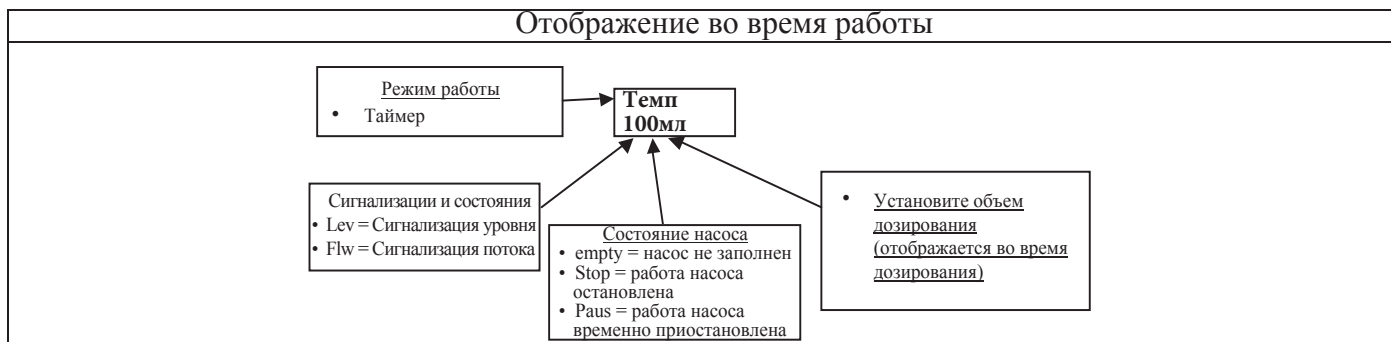 Отображение во время работы
Режим работы
• Таймер
Темп
100мл
Сигнализации и состояния
• Lev = Сигнализация уровня
• Flw = Сигнализация потока
Состояние насоса
• empty = насос не заполнен
• Stop = работа насоса
остановлена
• Paus = работа насоса
временно приостановлена
• Установите объем
дозирования
(отображается во время
дозирования)